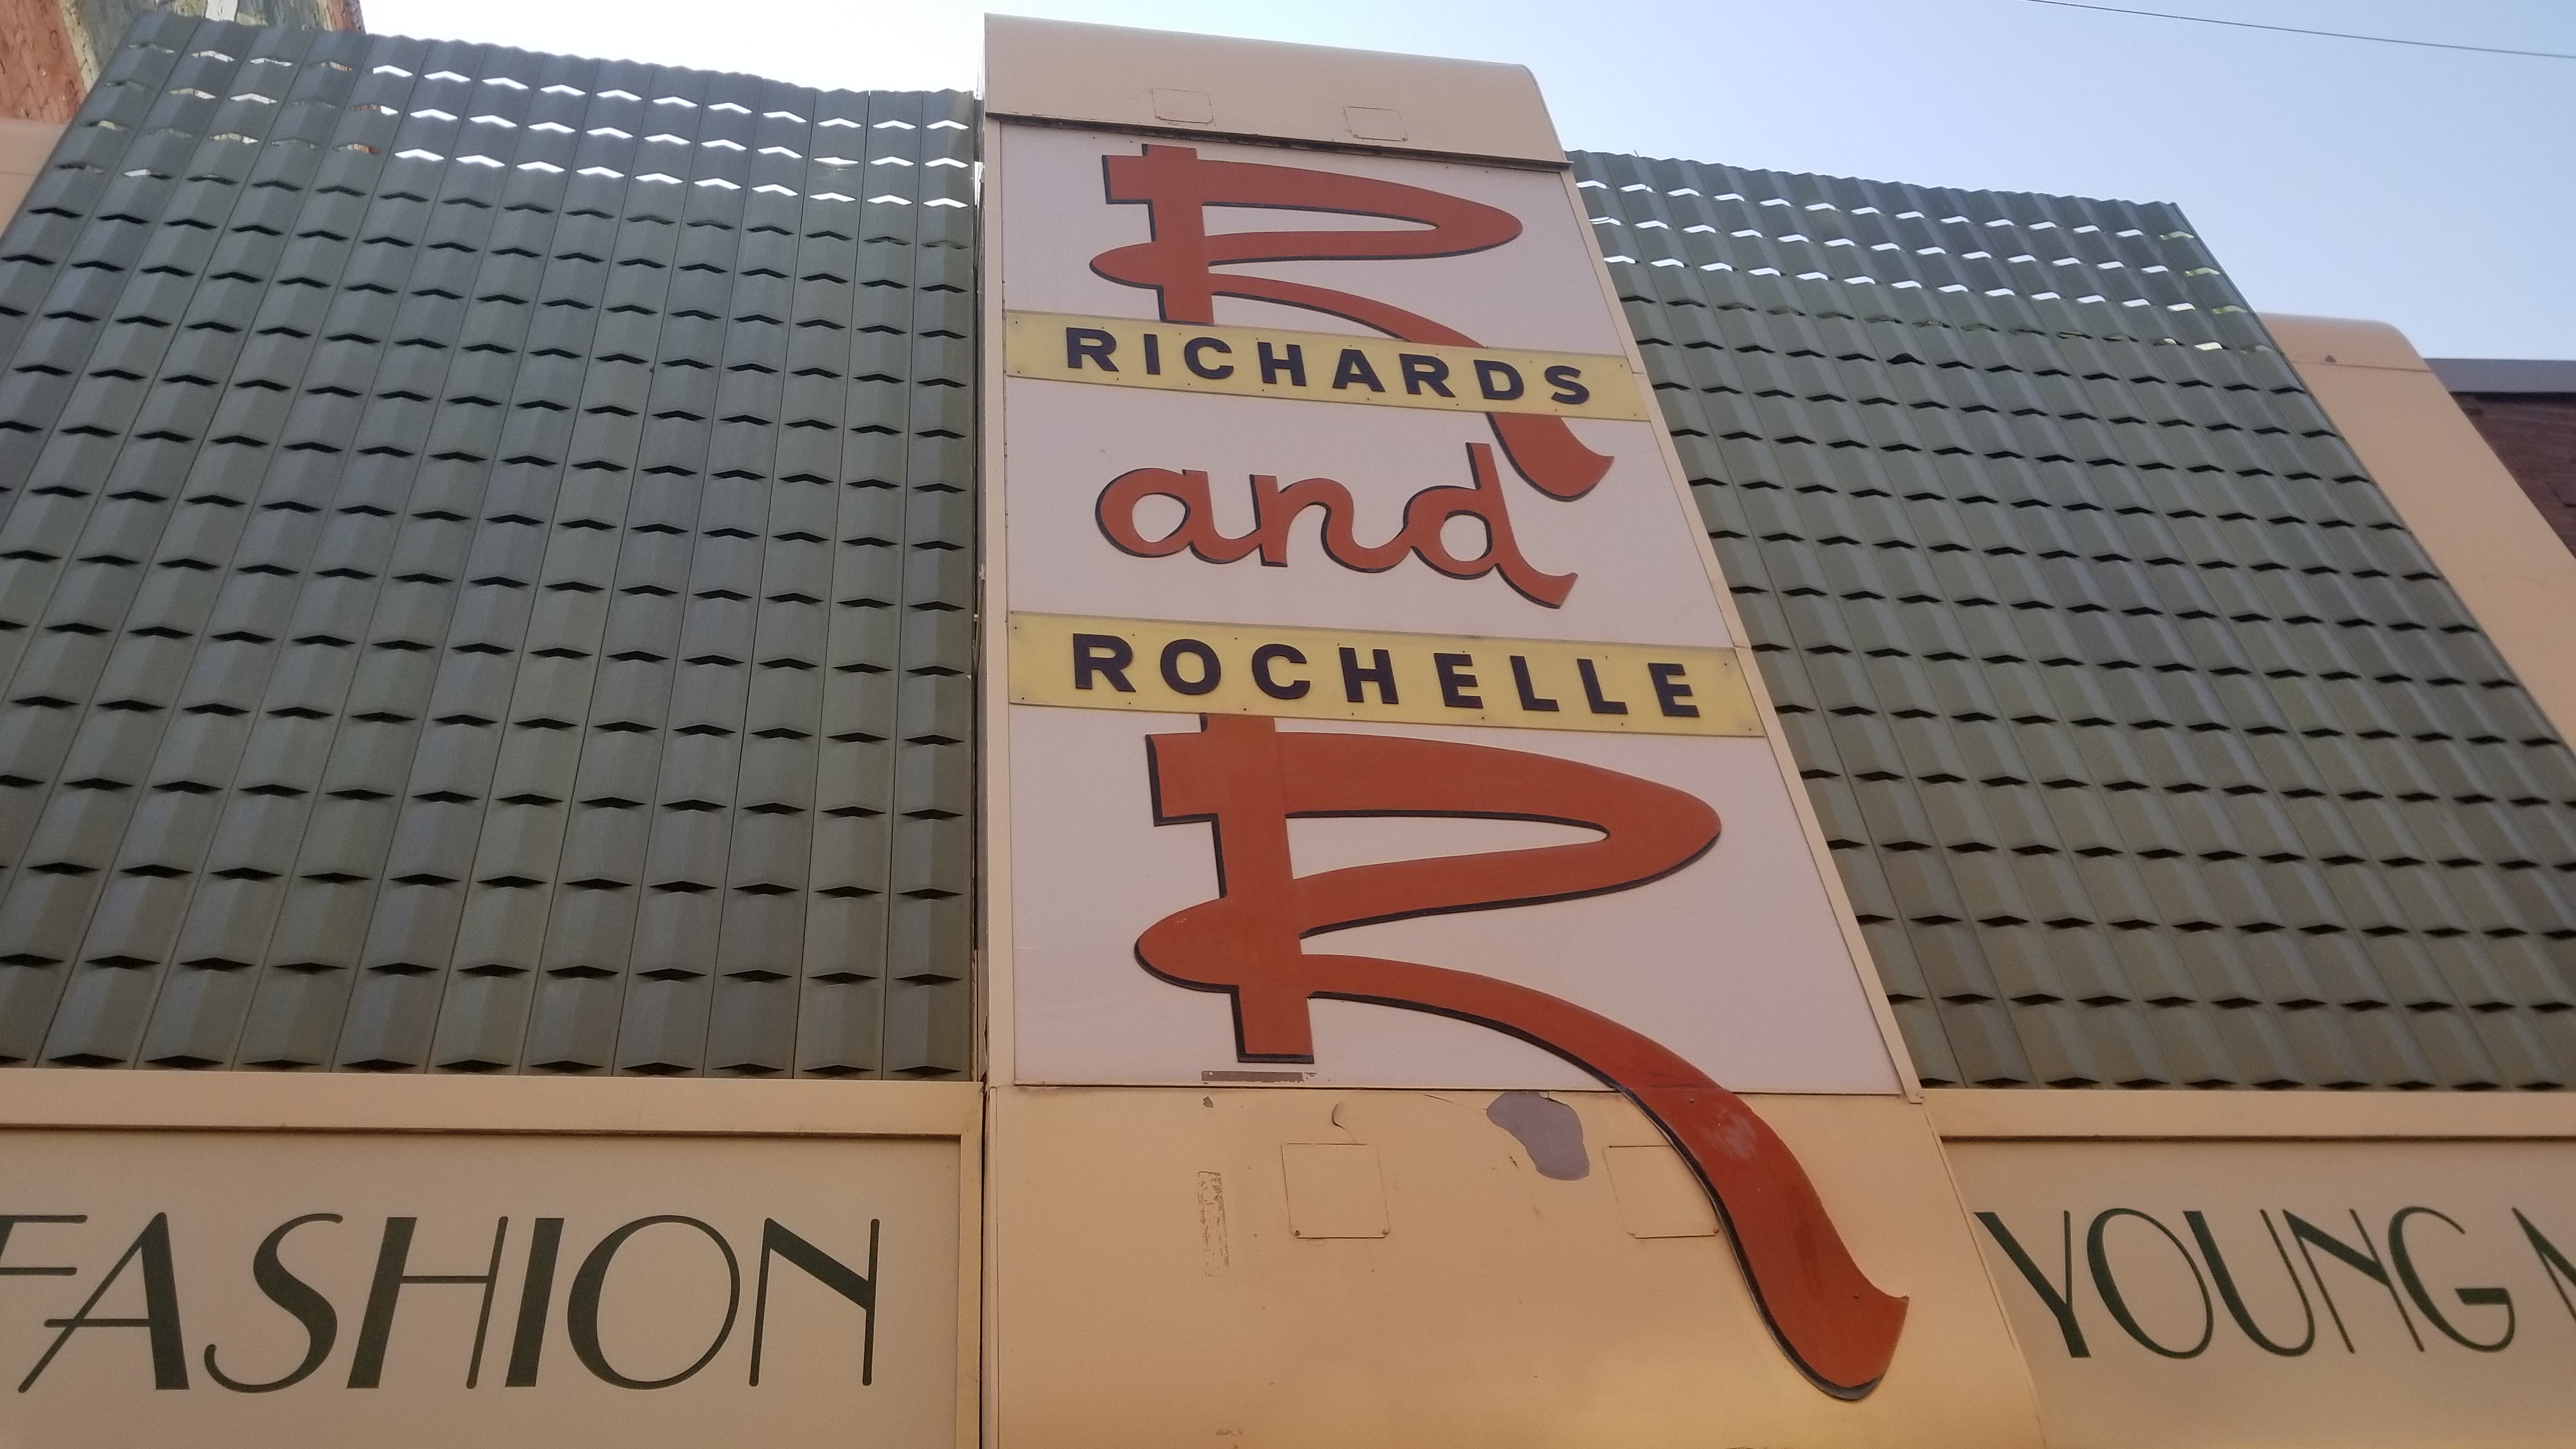 R
RICHARDS
and
ROCHELLE
R
FASHION
YOUNG